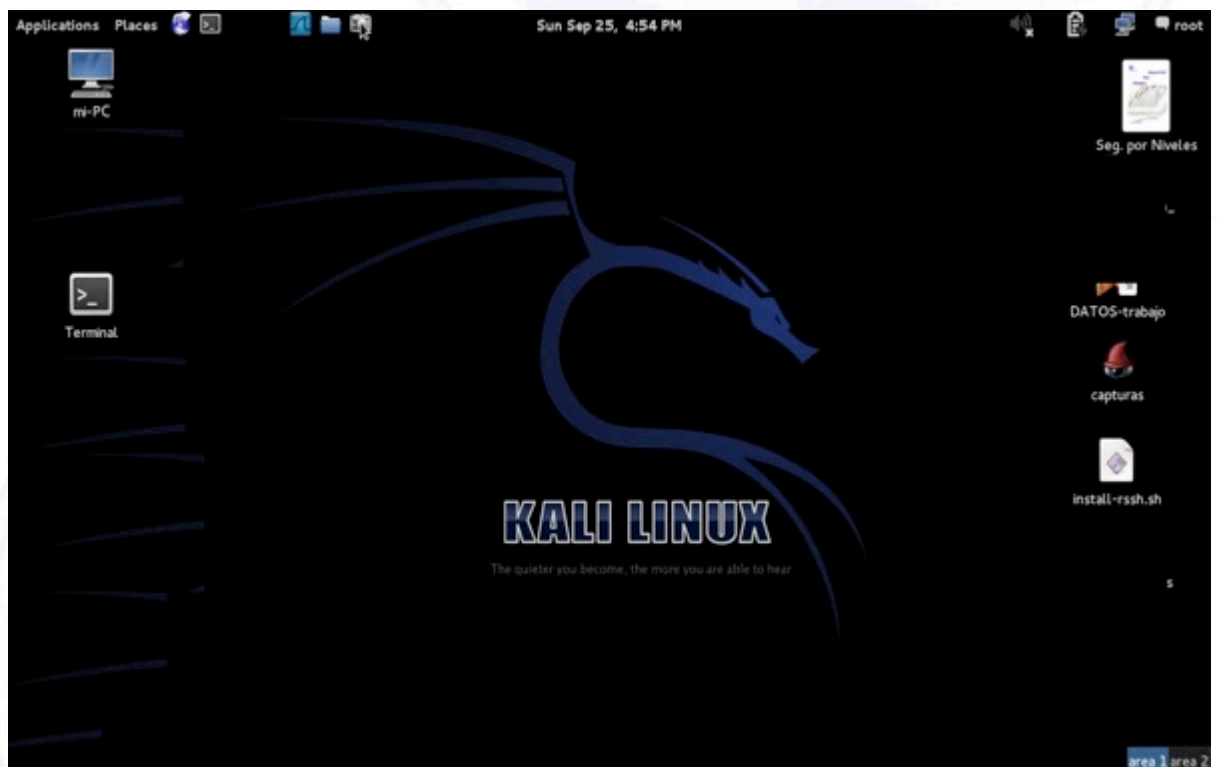 Applications Places
Sun Sep 25, 4:54 PM
root
mi-PC
Seg. por Niveles
Terminal
DATOS-trabajo
capturas
install-rssh.sh
KALI LINUX
The quieter you become, the more you are able to hear
s
area 1 area 2